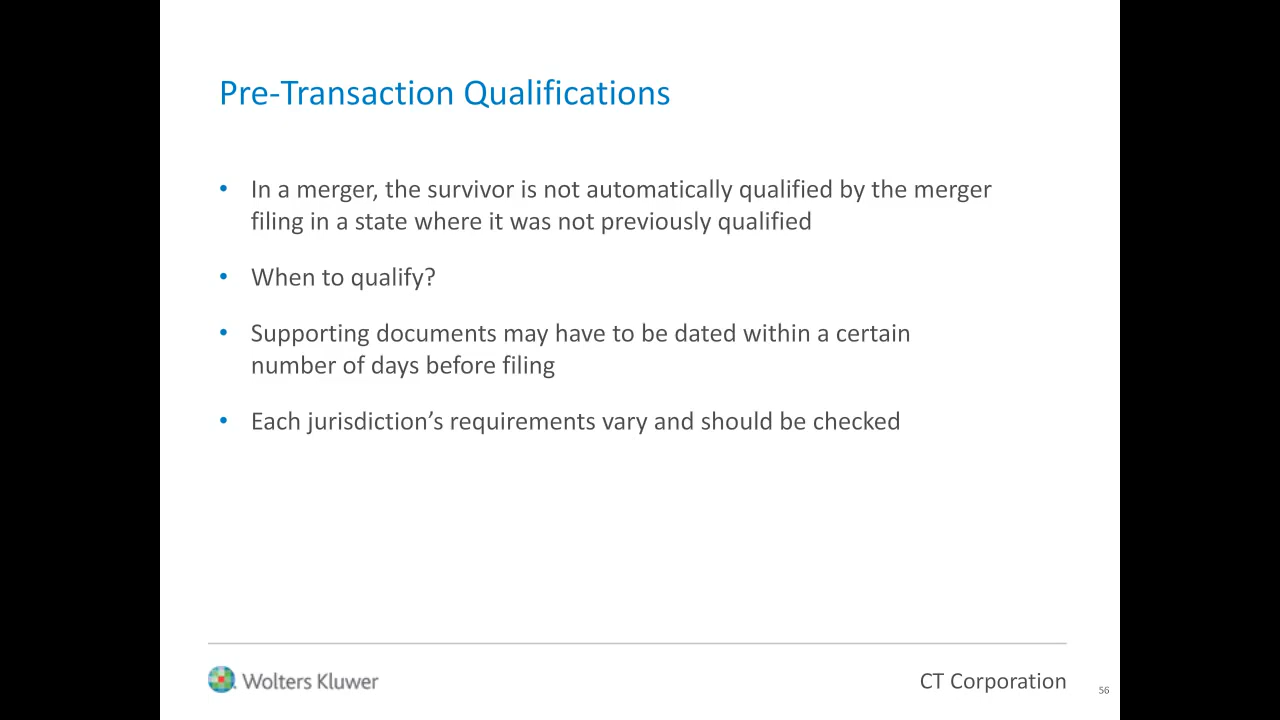 Pre-Transaction Qualifications
• In a merger, the survivor is not automatically qualified by the merger
filing in a state where it was not previously qualified
• When to qualify?
• Supporting documents may have to be dated within a certain
number of days before filing
• Each jurisdiction’s requirements vary and should be checked
Wolters Kluwer
CT Corporation
56